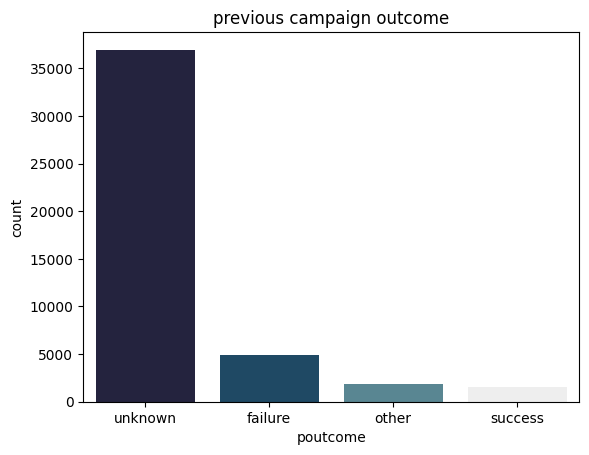 previous campaign outcome
35000
30000
25000
20000
15000
10000
5000
0
count
unknown failure other success
poutcome